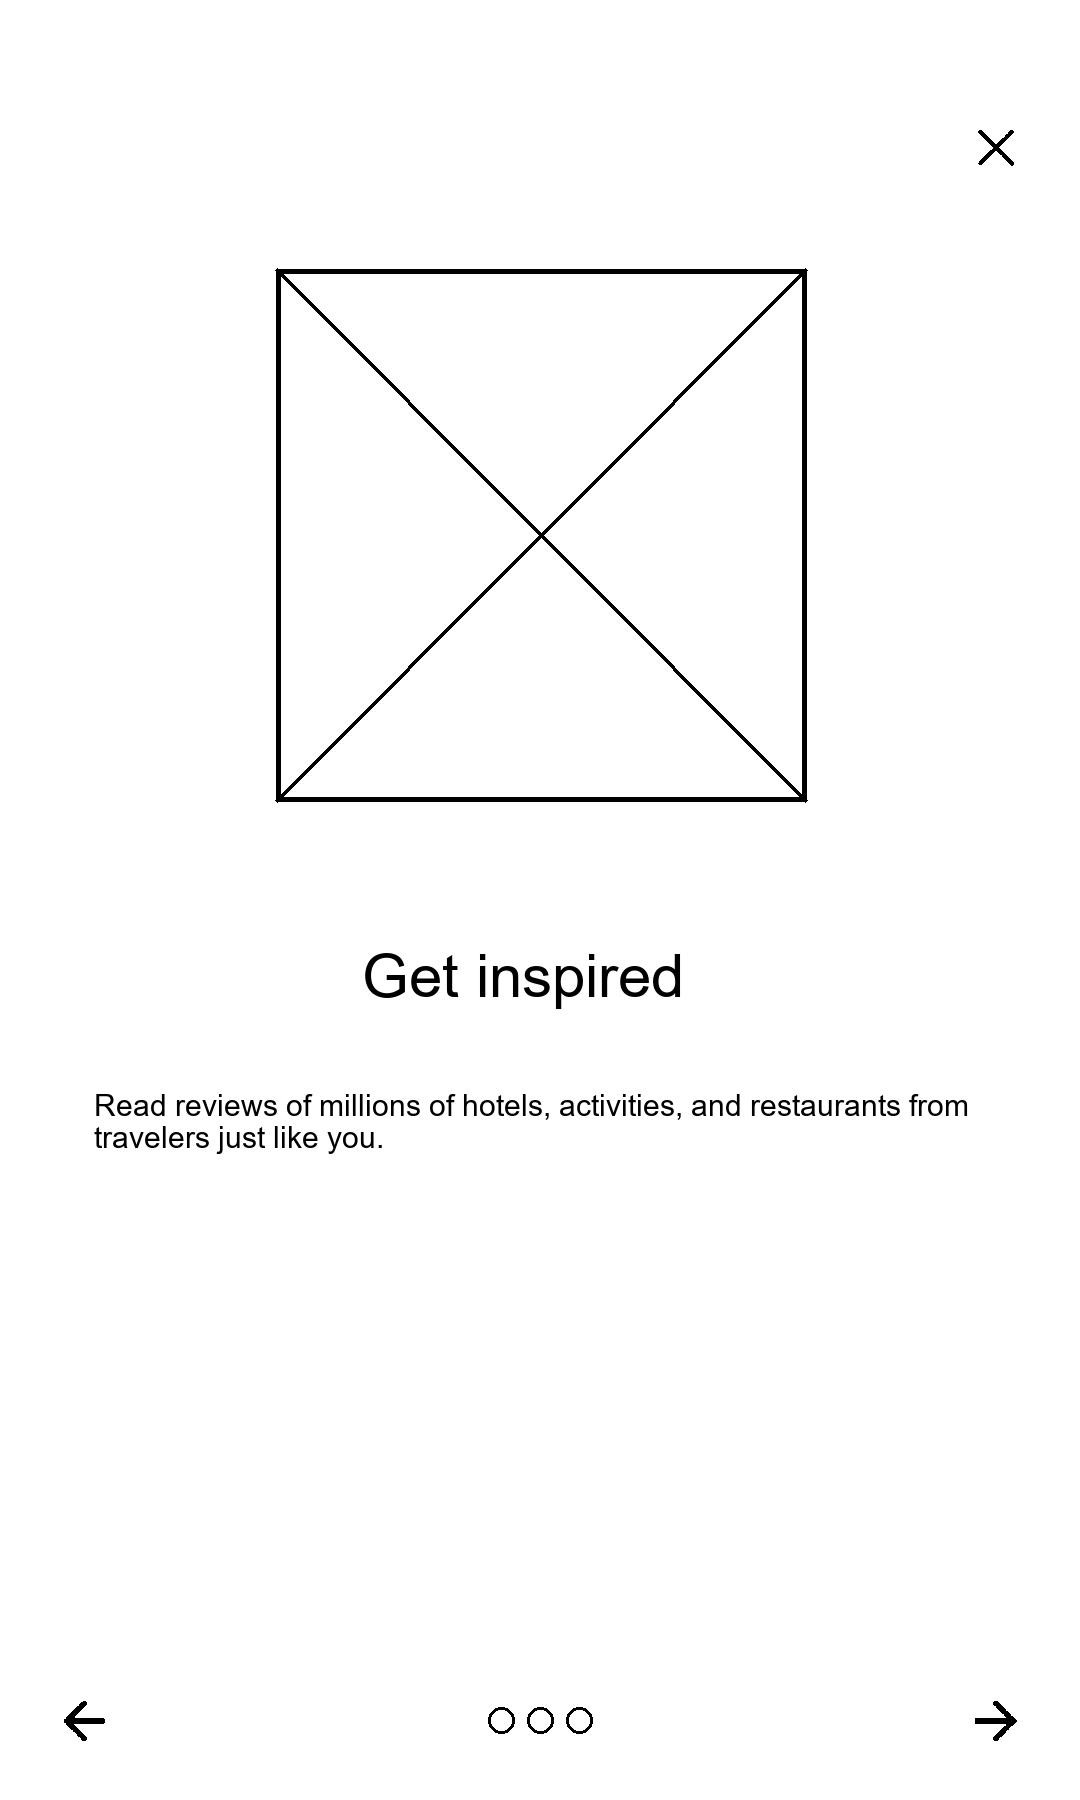 Get inspired
Read reviews of millions of hotels, activities, and restaurants from
travelers just like you.